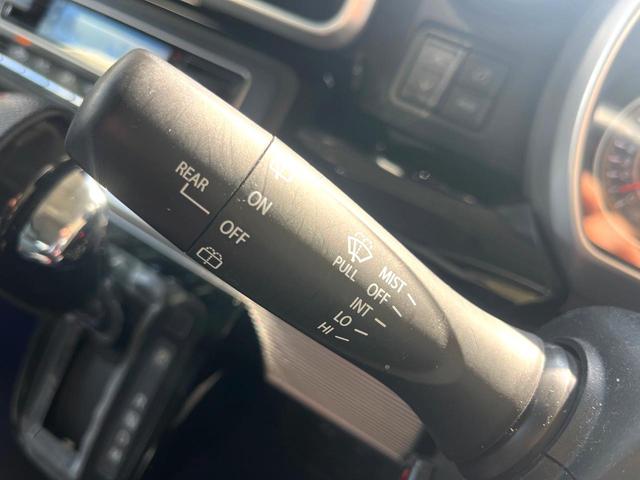 REAR
ON
OFF
PULL
MIST
OFF
INT
LO
HI